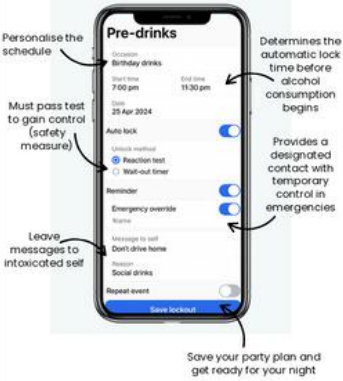 Pre-drinks
Personalise the
schedule
Occasion
Birthday drinks
Start time
End time
7:00 pm
11:30 pm
Date
25 Apr 2024
Determines the
automatic lock
time before
alcohol
consumption
begins
Auto lock
Must pass test
to gain control
(safety
measure)
Unlock method
Reaction test
Wait-out timer
Reminder
Provides a
designated
contact with
temporary
control in
emergencies
Emergency override
Name
Leave
messages to
intoxicated self
Message to self
Don't drive home
Reason
Social drinks
Repeat event
Save lockout
Save your party plan and
get ready for your night